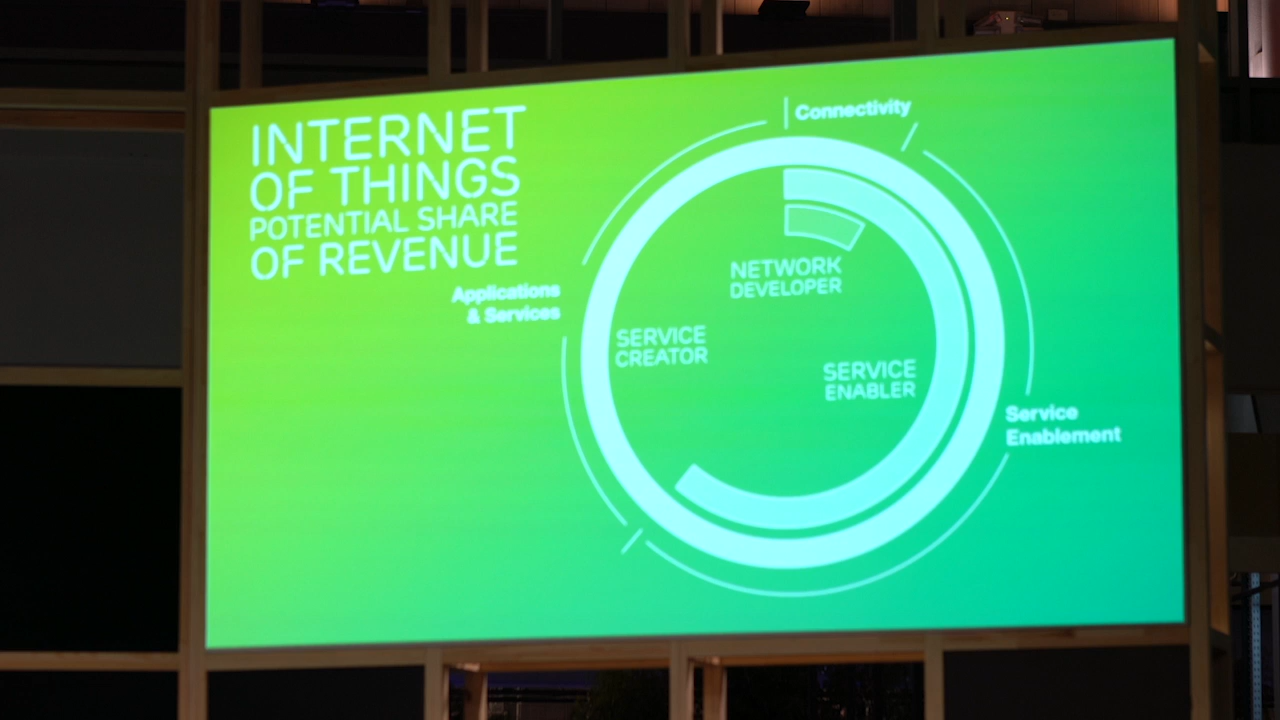 INTERNET
OF THINGS
POTENTIAL SHARE
OF REVENUE
Connectivity
Applications
& Services
NETWORK
DEVELOPER
SERVICE
CREATOR
SERVICE
ENABLER
Service
Enablement